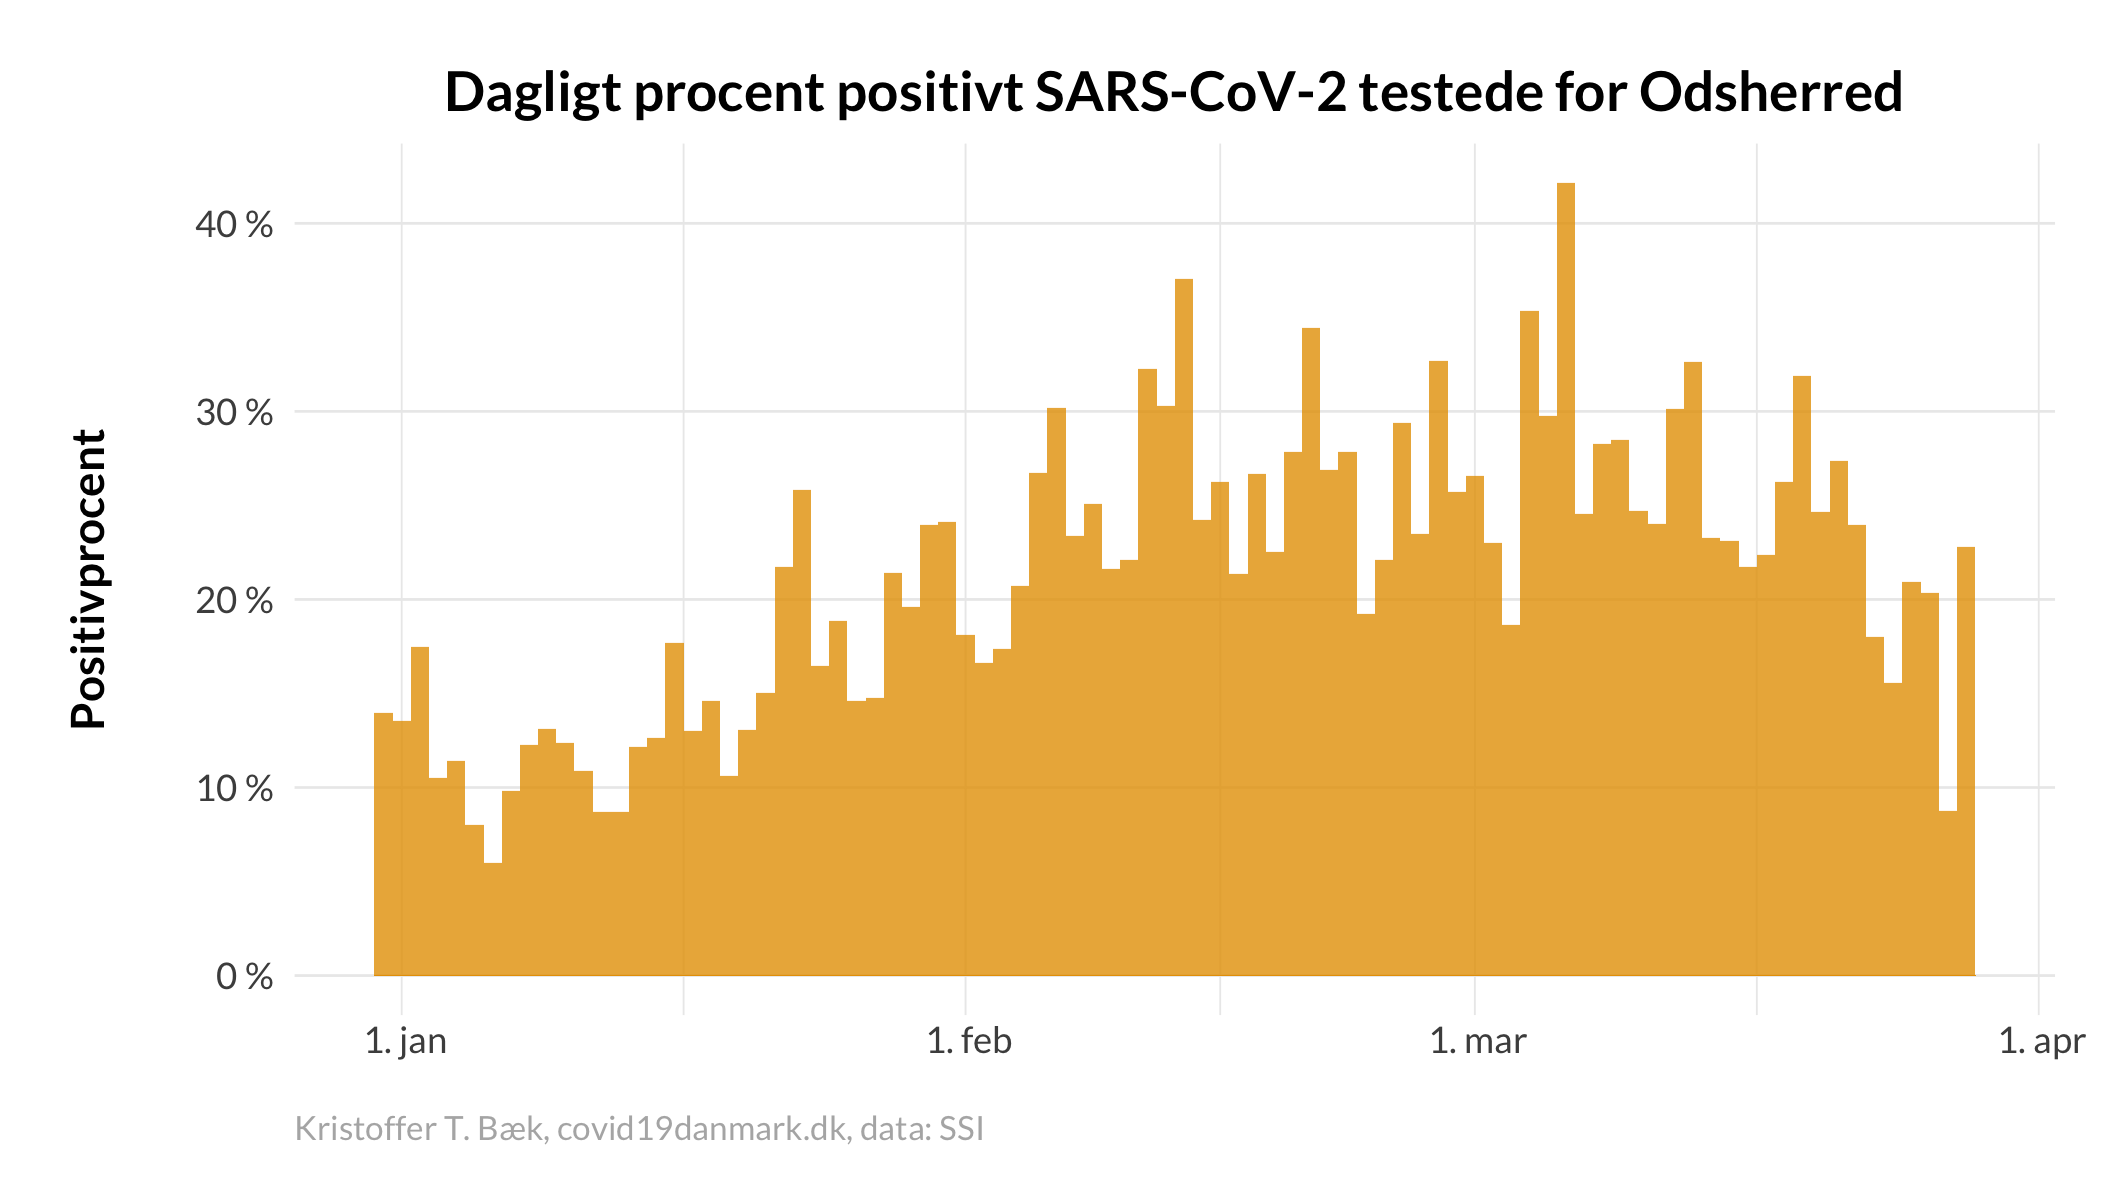 Dagligt procent positivt SARS-CoV-2 testede for Odsherred
Positivprocent
40 %
30 %
20 %
10 %
0 %
1. jan
1. feb
1. mar
1. apr
Kristoffer T. Bæk, covid19danmark.dk, data: SSI